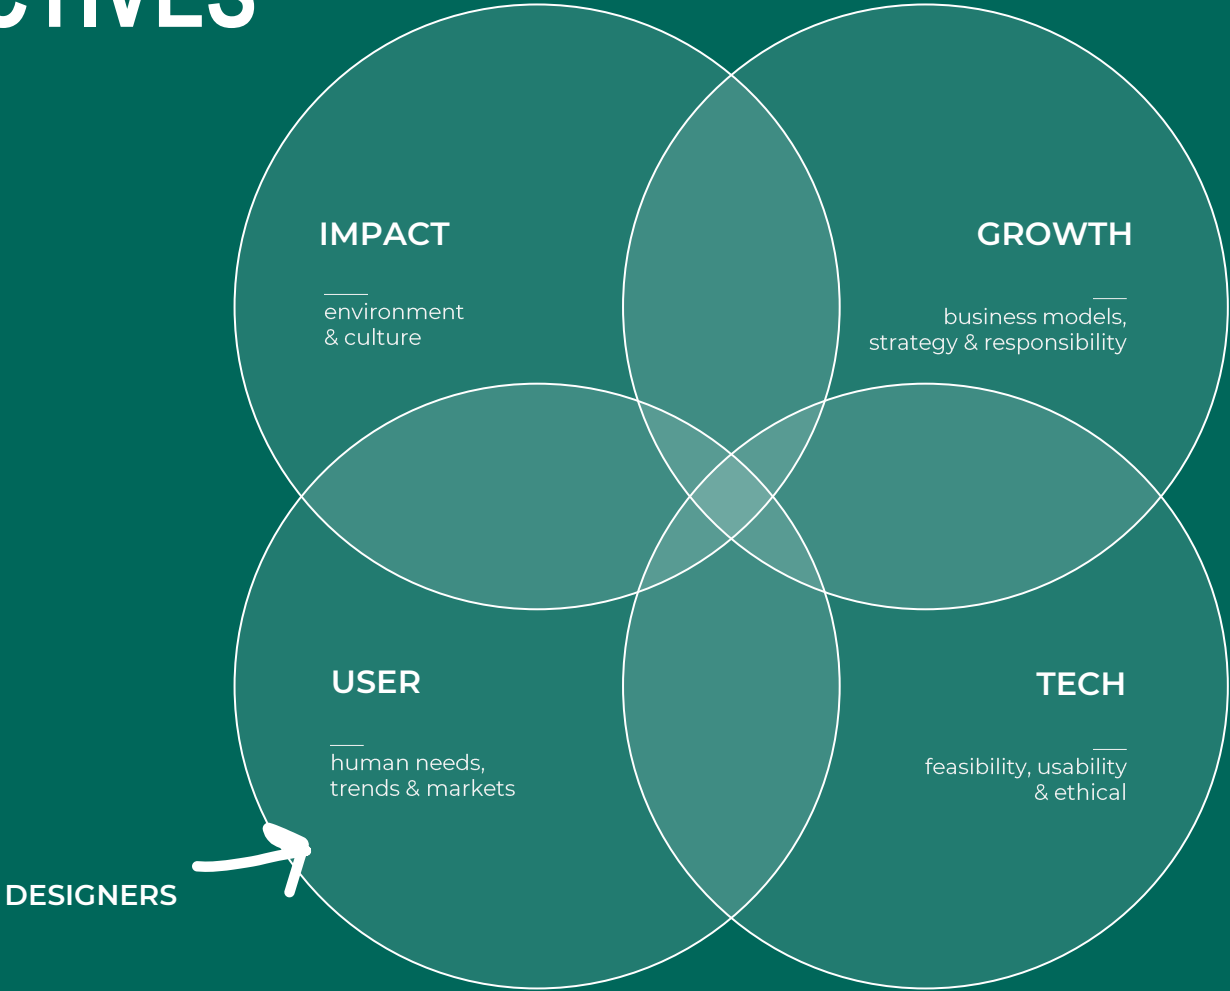 IMPACT
environment
& culture
GROWTH
business models,
strategy & responsibility
USER
human needs,
trends & markets
TECH
feasibility, usability
& ethical
DESIGNERS